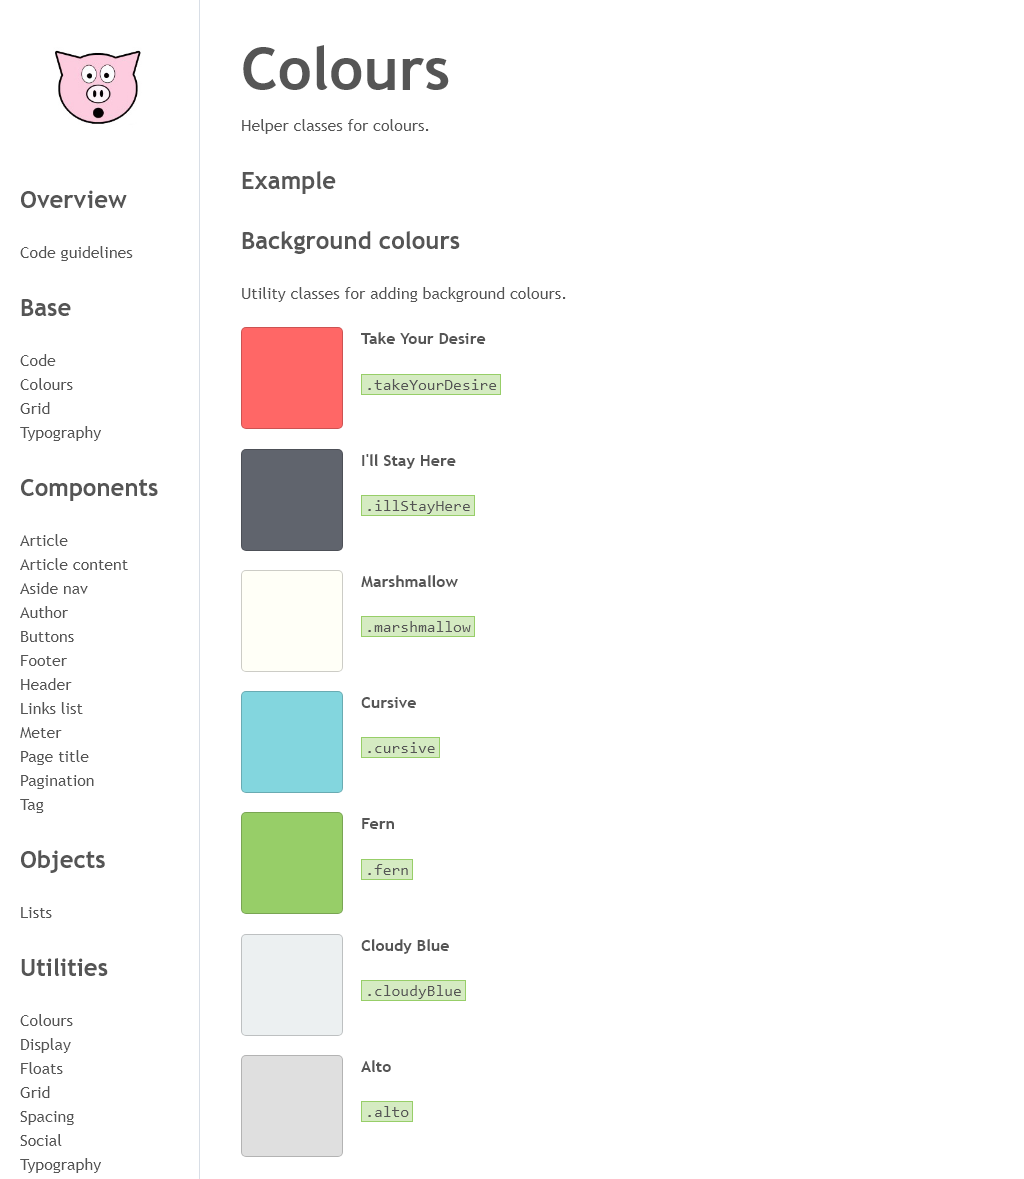 Overview
Code guidelines
Base
Code
Colours
Grid
Typography
Components
Article
Article content
Aside nav
Author
Buttons
Footer
Header
Links list
Meter
Page title
Pagination
Tag
Objects
Lists
Utilities
Colours
Display
Floats
Grid
Spacing
Social
Typography
Colours
Helper classes for colours.
Example
Background colours
Utility classes for adding background colours.
Take Your Desire
.takeYourDesire
I'll Stay Here
.illStayHere
Marshmallow
.marshmallow
Cursive
.cursive
Fern
.fern
Cloudy Blue
.cloudyBlue
Alto
.alto